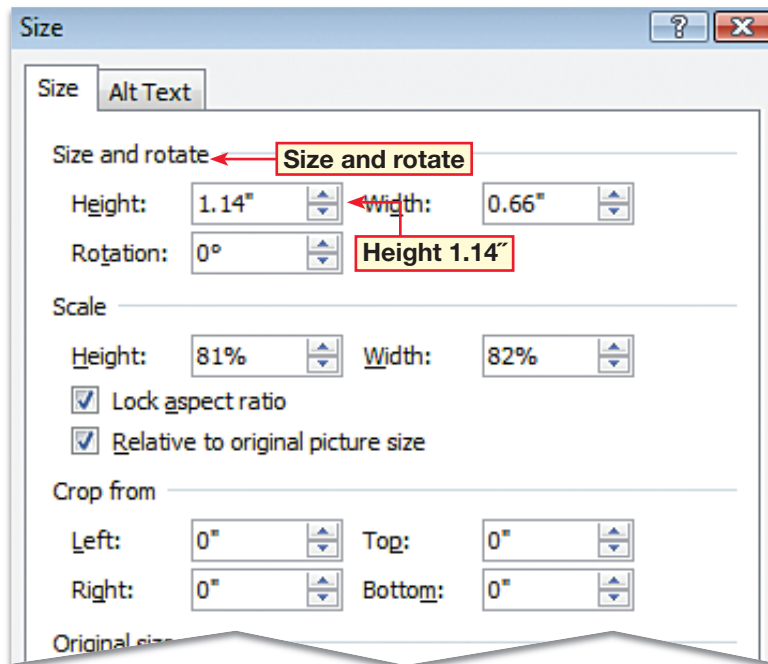 Size
Size Alt Text
Size and rotate Size and rotate
Height: 1.14" Width: 0.66"
Rotation: 0° Height 1.14˝
Scale
Height: 81% Width: 82%
Lock aspect ratio
Relative to original picture size
Crop from
Left: 0" Top: 0"
Right: 0" Bottom: 0"
Original size